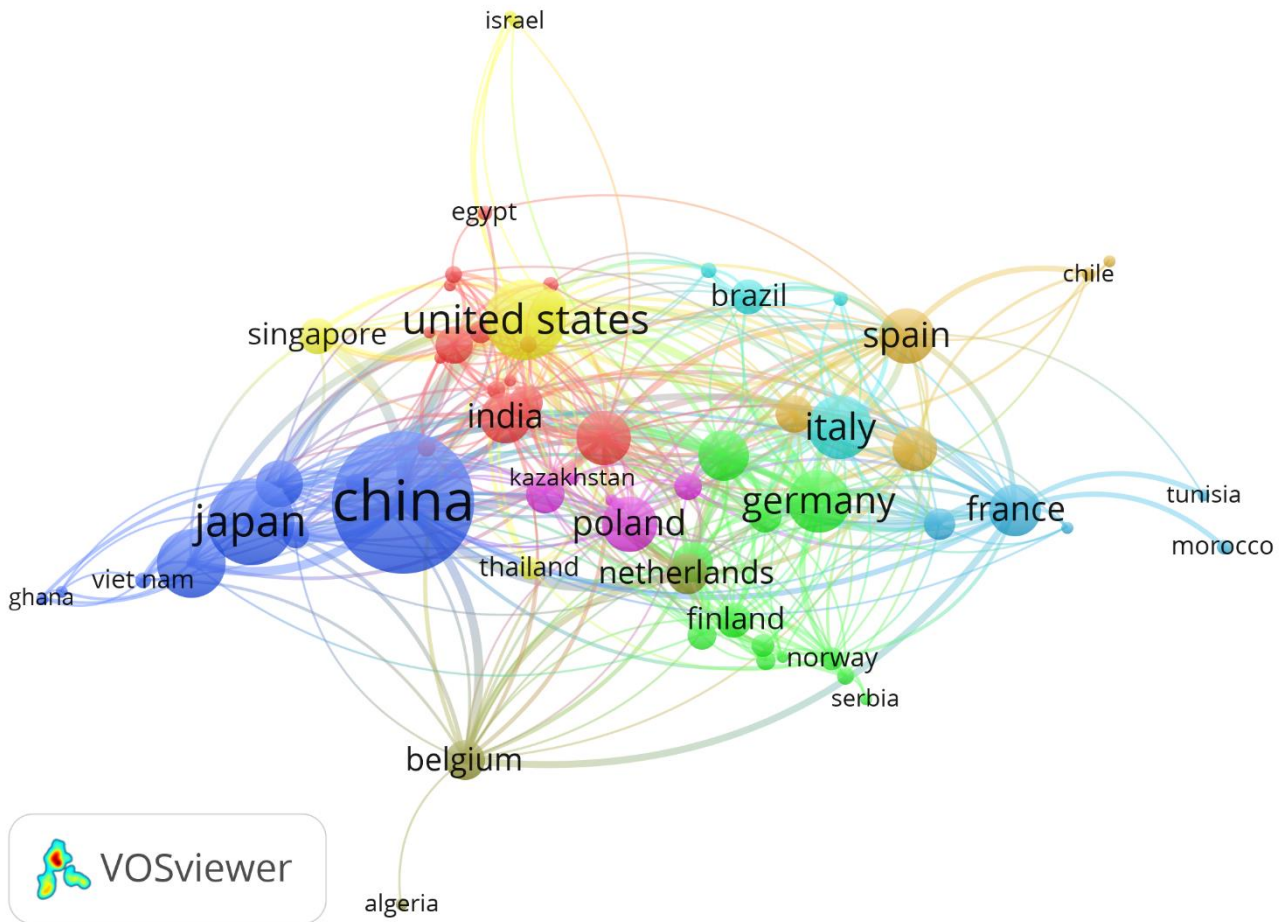 israel
egypt
chile
brazil
united states
singapore
spain
india
italy
kazakhstan
china
germany
tunisia
france
japan
poland
morocco
thailand
netherlands
viet nam
ghana
finland
norway
serbia
belgium
VOSviewer
algeria